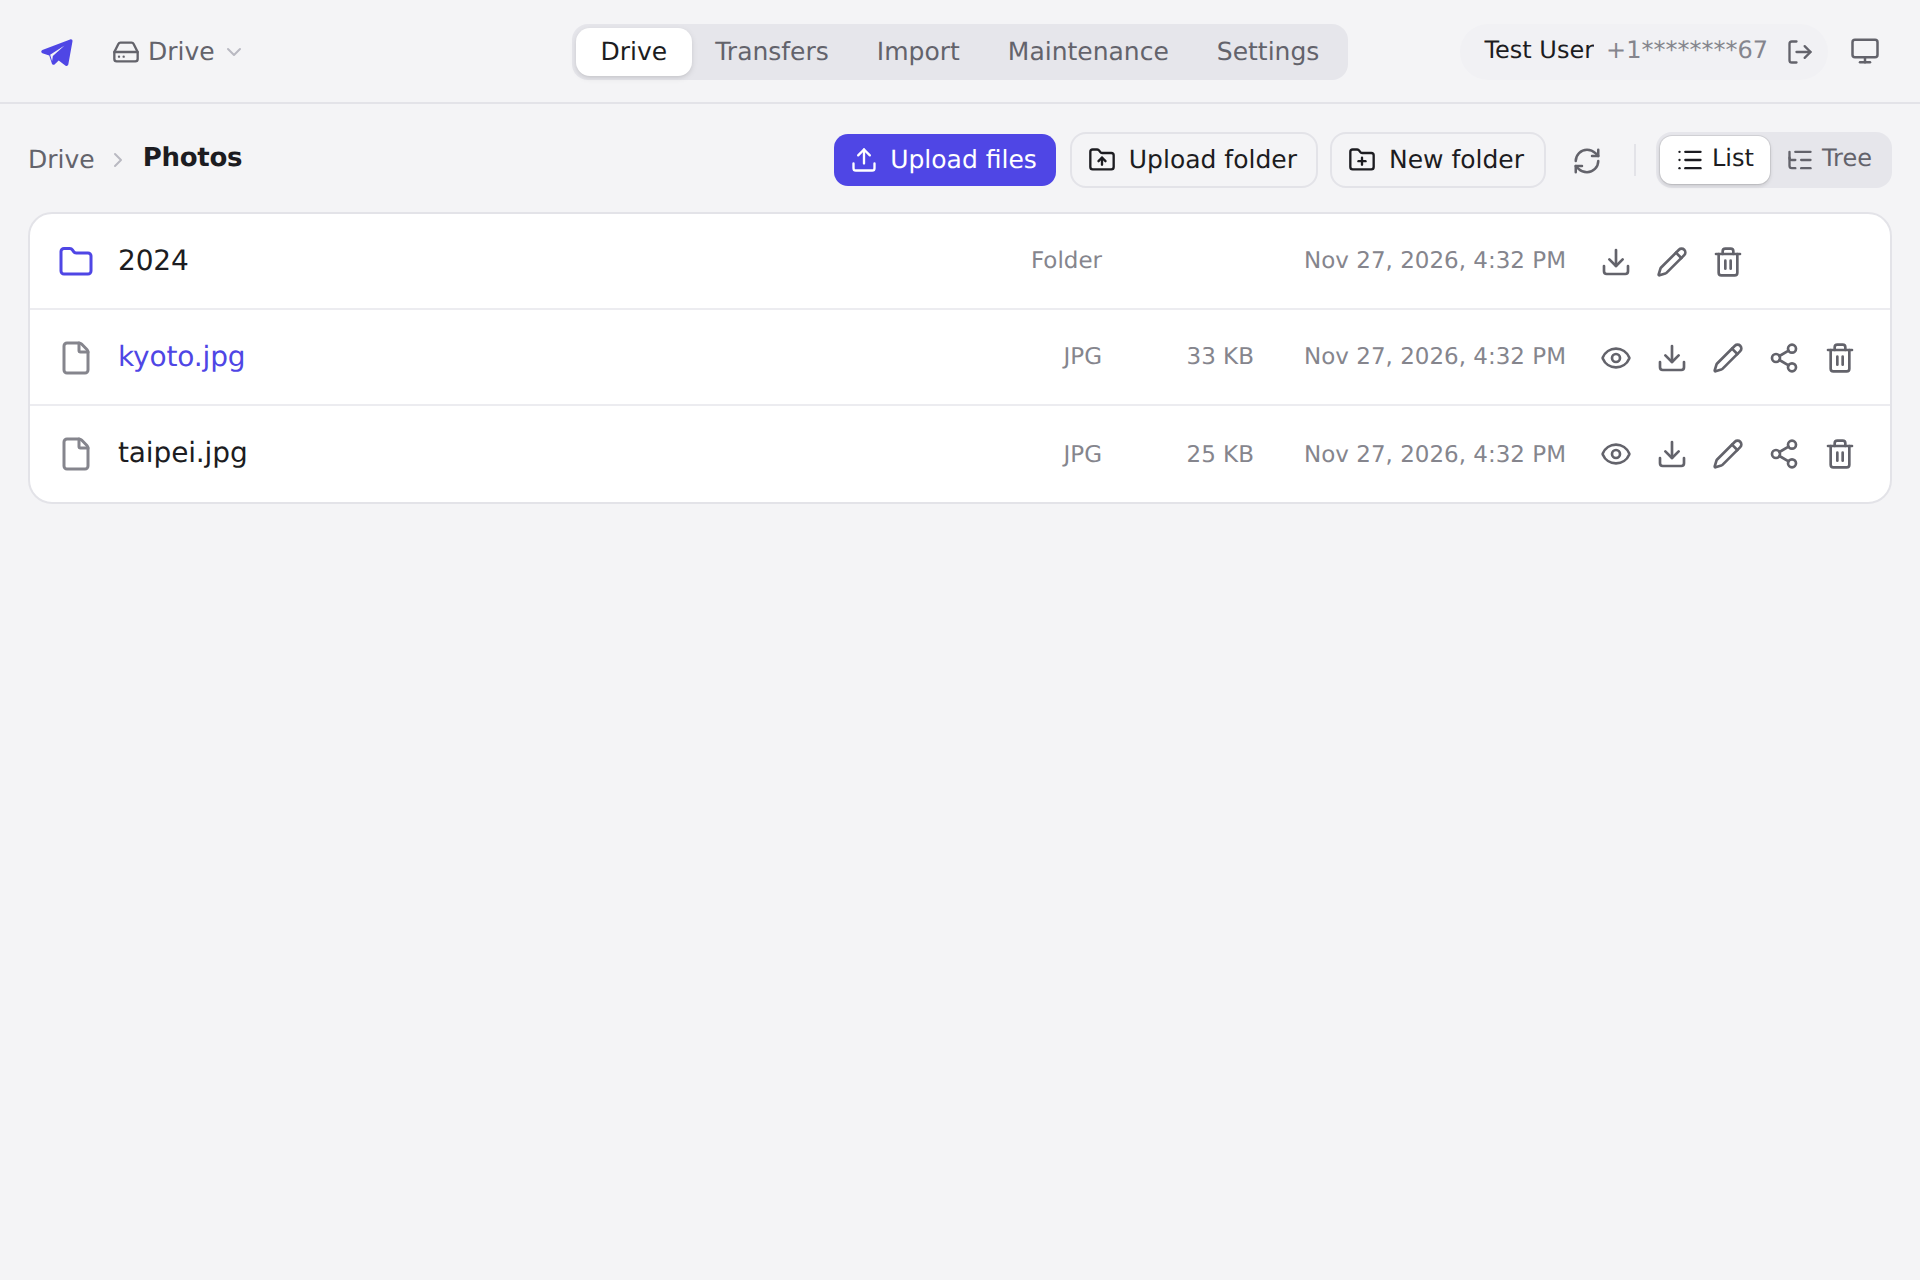 Drive
Drive Transfers Import Maintenance Settings
Test User +1********67
Drive Photos
Upload files Upload folder New folder List Tree
2024 Folder Nov 27, 2026, 4:32 PM
kyoto.jpg JPG 33 KB Nov 27, 2026, 4:32 PM
taipei.jpg JPG 25 KB Nov 27, 2026, 4:32 PM